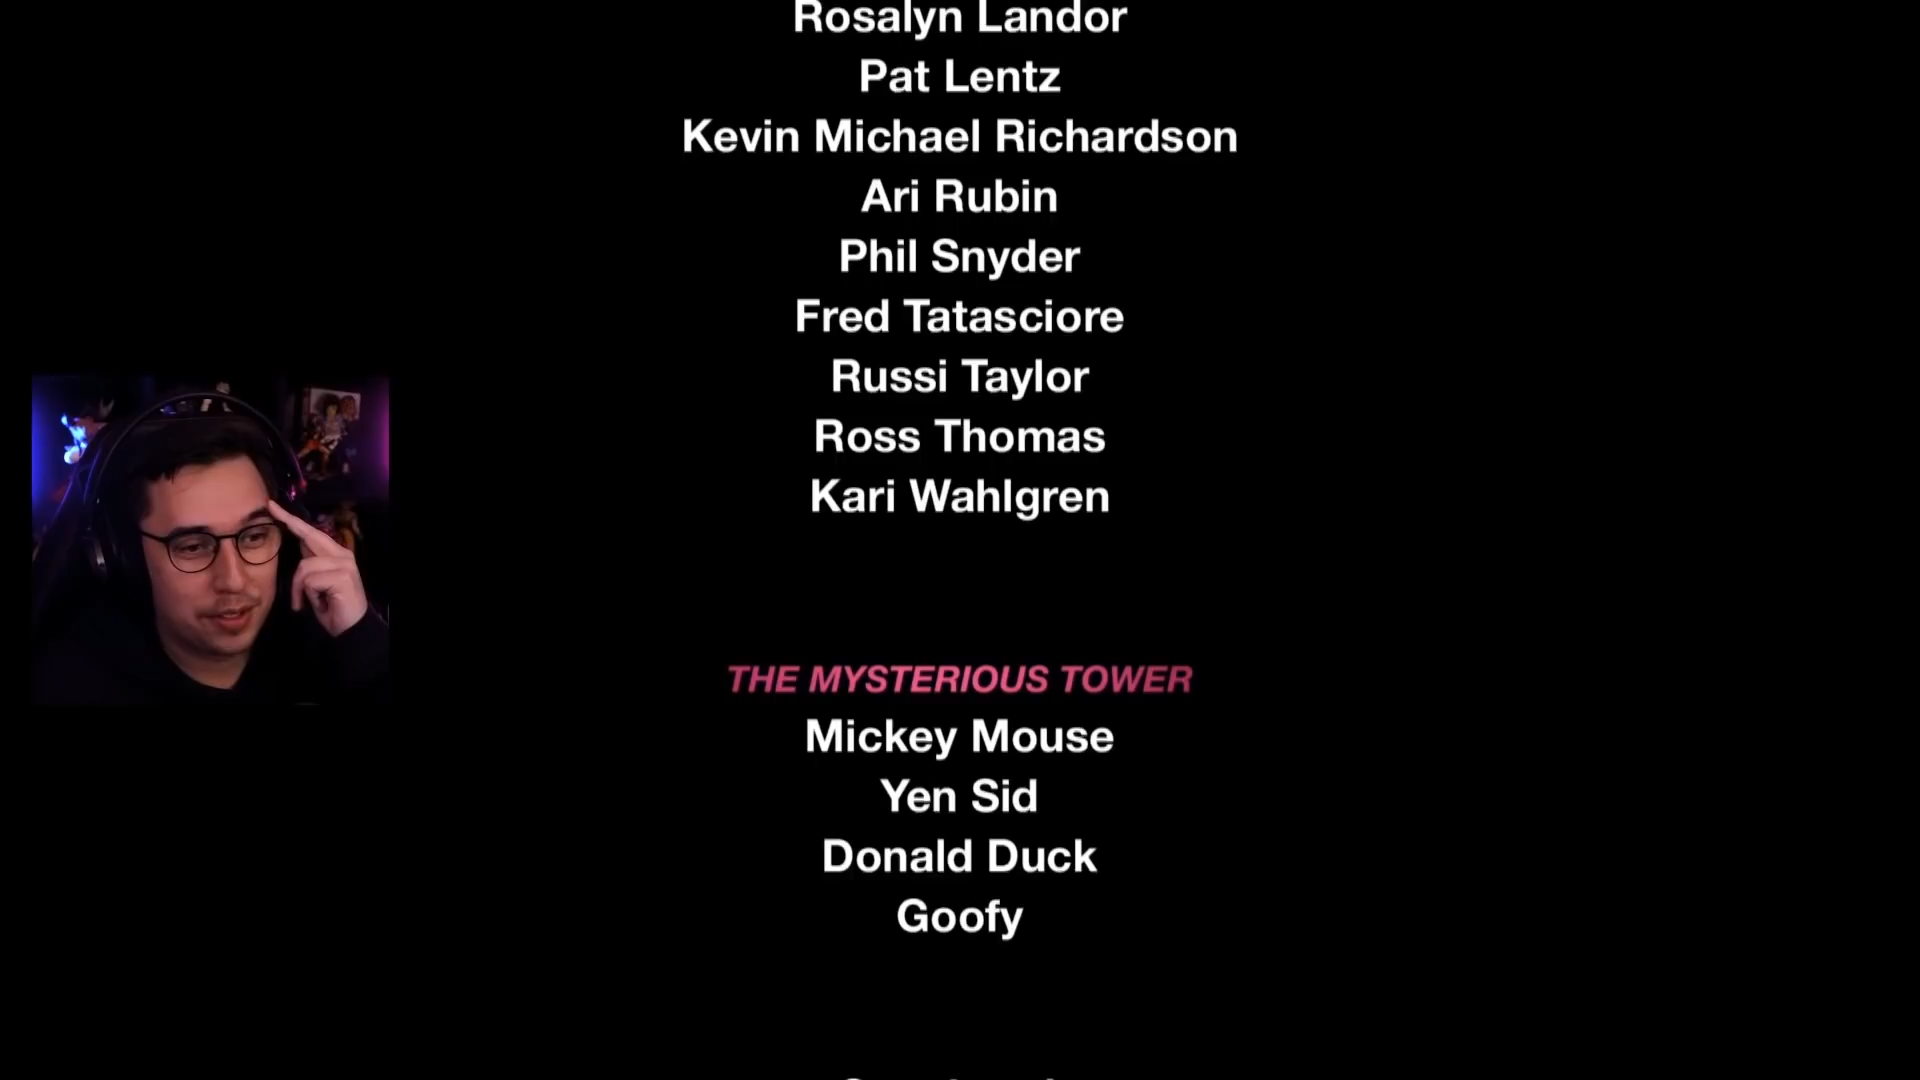 Rosalyn Landor
Pat Lentz
Kevin Michael Richardson
Ari Rubin
Phil Snyder
Fred Tatasciore
Russi Taylor
Ross Thomas
Kari Wahlgren
THE MYSTERIOUS TOWER
Mickey Mouse
Yen Sid
Donald Duck
Goofy